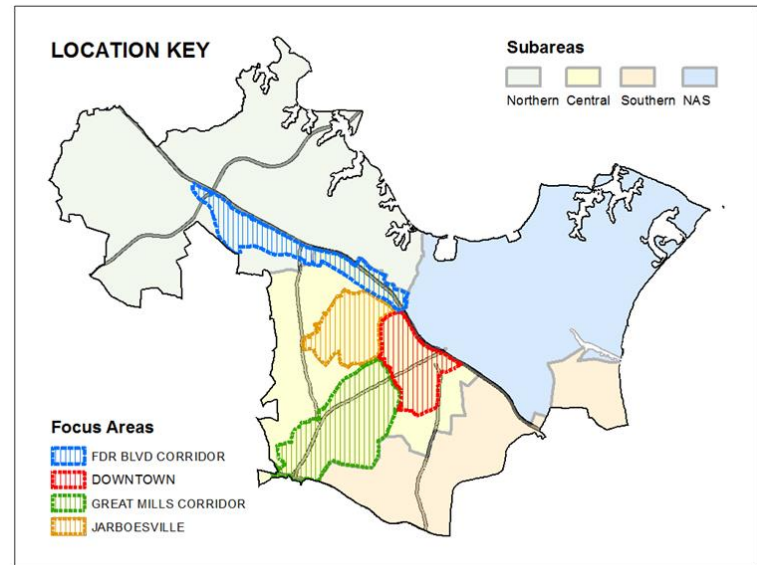 LOCATION KEY
Subareas
Northern Central Southern NAS
Focus Areas
FDR BLVD CORRIDOR
DOWNTOWN
GREAT MILLS CORRIDOR
JARBOESVILLE